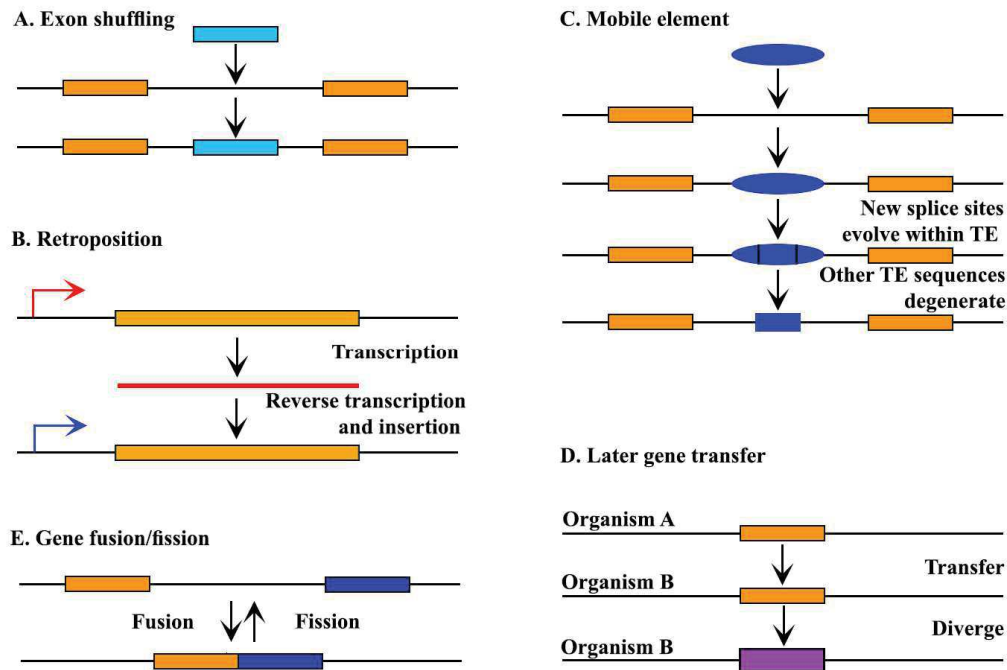 A. Exon shuffling
B. Retroposition
Transcription
Reverse transcription
and insertion
E. Gene fusion/fission
Fusion
Fission
C. Mobile element
New splice sites
evolve within TE
Other TE sequences
degenerate
D. Later gene transfer
Organism A
Transfer
Organism B
Diverge
Organism B